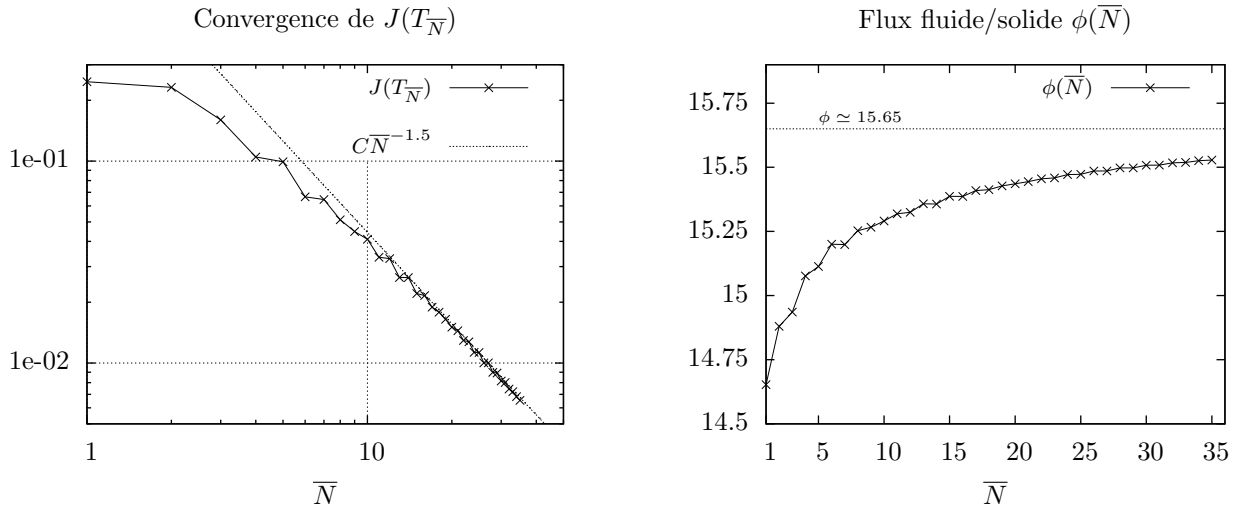 Convergence de J(T_N̅)
J(T_N̅)
CN̅^−1.5
1e-01
1e-02
1 10
N̅
Flux fluide/solide ϕ(N̅)
ϕ(N̅)
ϕ ≃ 15.65
15.75
15.5
15.25
15
14.75
14.5
1 5 10 15 20 25 30 35
N̅